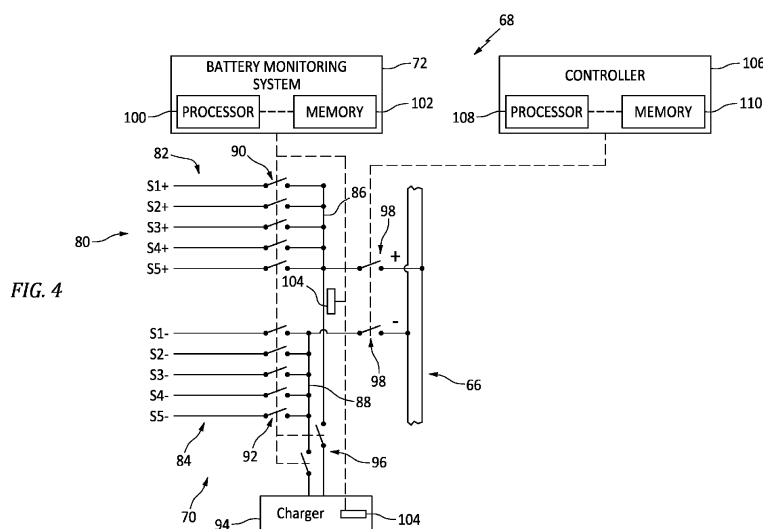 68
BATTERY MONITORING
SYSTEM
72
CONTROLLER
106
100
PROCESSOR
MEMORY
102
108
PROCESSOR
MEMORY
110
82
90
86
98
80
S1+
S2+
S3+
S4+
S5+
+
104
FIG. 4
S1-
S2-
S3-
S4-
S5-
-
98
66
88
84
92
96
70
94
Charger
104